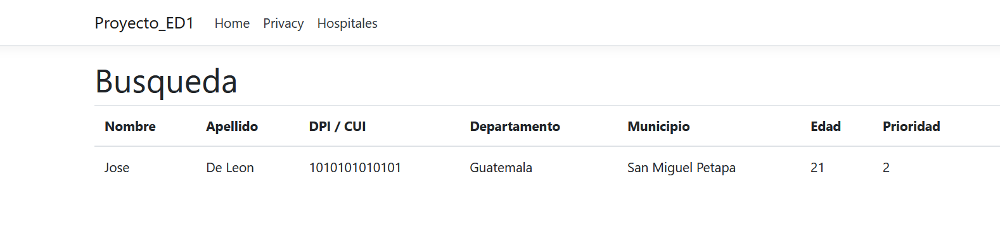 Proyecto_ED1 Home Privacy Hospitales
Busqueda
Nombre Apellido DPI / CUI Departamento Municipio Edad Prioridad
Jose De Leon 1010101010101 Guatemala San Miguel Petapa 21 2